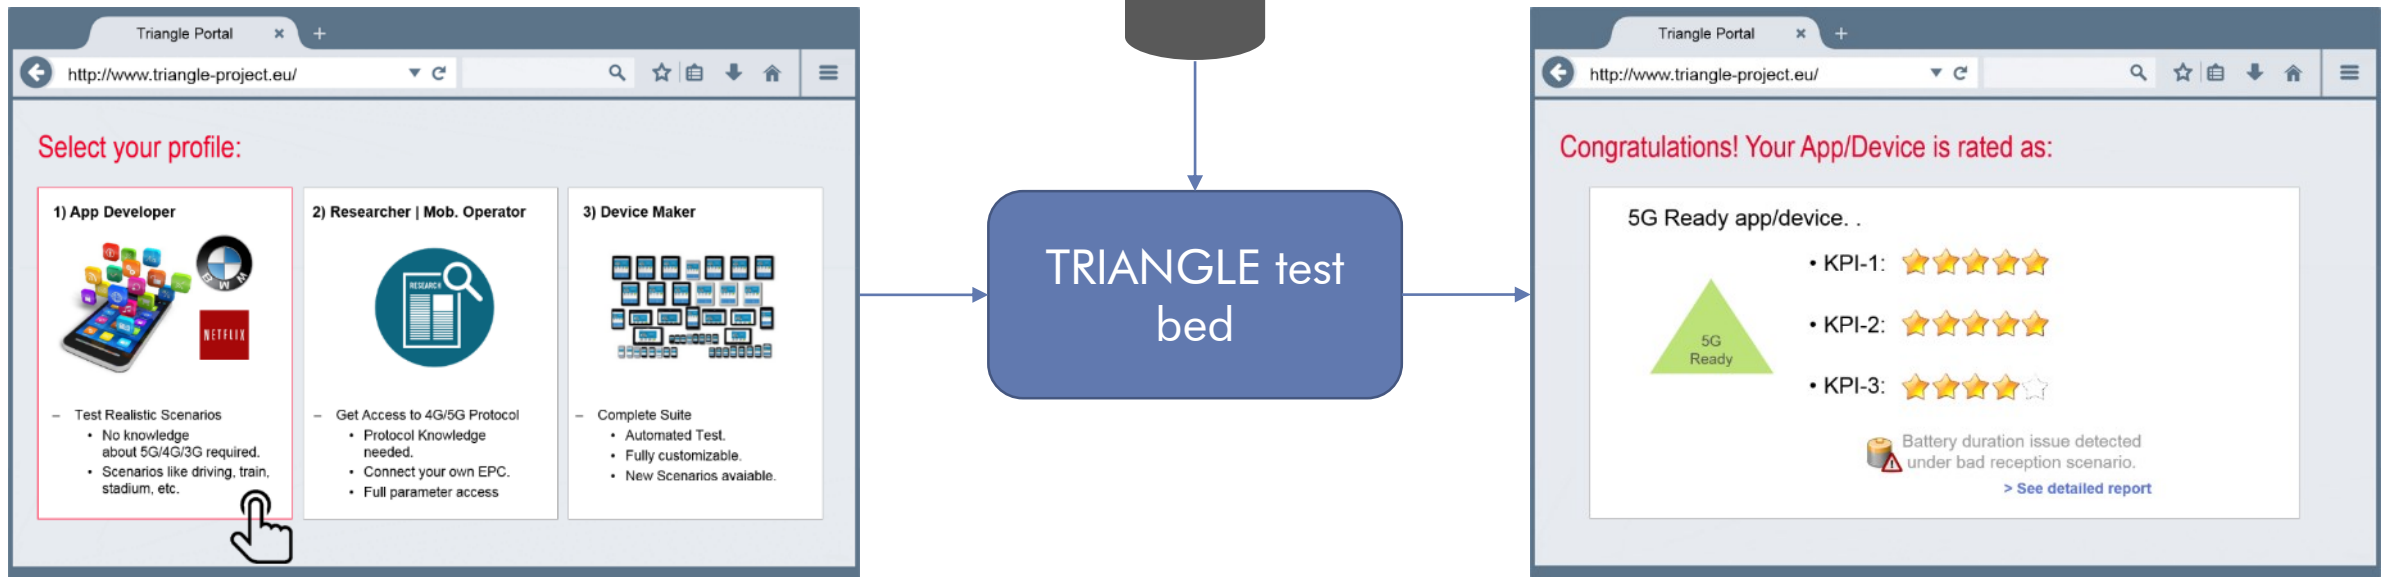 Triangle Portal
http://www.triangle-project.eu/
Select your profile:
1) App Developer
BMW
NETFLIX
– Test Realistic Scenarios
• No knowledge
about 5G/4G/3G required.
• Scenarios like driving, train,
stadium, etc.
2) Researcher | Mob. Operator
RESEARCH
– Get Access to 4G/5G Protocol
• Protocol Knowledge
needed.
• Connect your own EPC.
• Full parameter access
3) Device Maker
– Complete Suite
• Automated Test.
• Fully customizable.
• New Scenarios avaiable.
TRIANGLE test
bed
Triangle Portal
http://www.triangle-project.eu/
Congratulations! Your App/Device is rated as:
5G Ready app/device. .
5G
Ready
• KPI-1:
• KPI-2:
• KPI-3:
Battery duration issue detected
under bad reception scenario.
> See detailed report